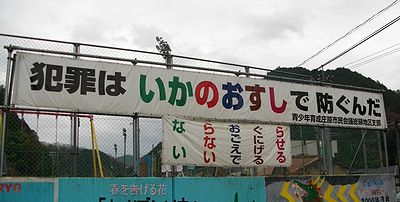 犯罪は いかのおすしで 防ぐんだ
青少年育成庄原市民会議総領地区支部
ない
らない
おごえで
ぐにげる
らせる
春を告げる花
RYO